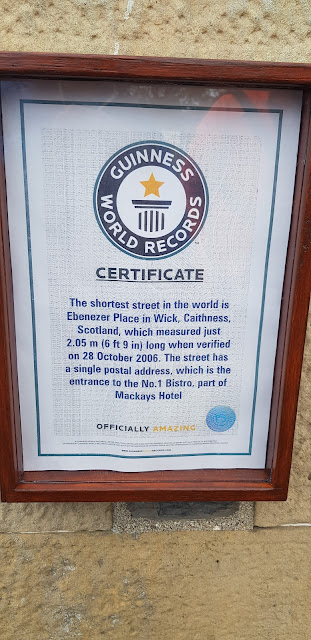 GUINNESS
WORLD RECORDS
CERTIFICATE
The shortest street in the world is
Ebenezer Place in Wick, Caithness,
Scotland, which measured just
2.05 m (6 ft 9 in) long when verified
on 28 October 2006. The street has
a single postal address, which is the
entrance to the No.1 Bistro, part of
Mackays Hotel
OFFICIALLY AMAZING